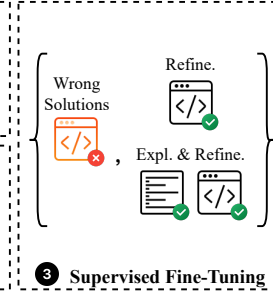 Refine.
Wrong
Solutions
</>
</>
,
Expl. & Refine.
</>
3 Supervised Fine-Tuning